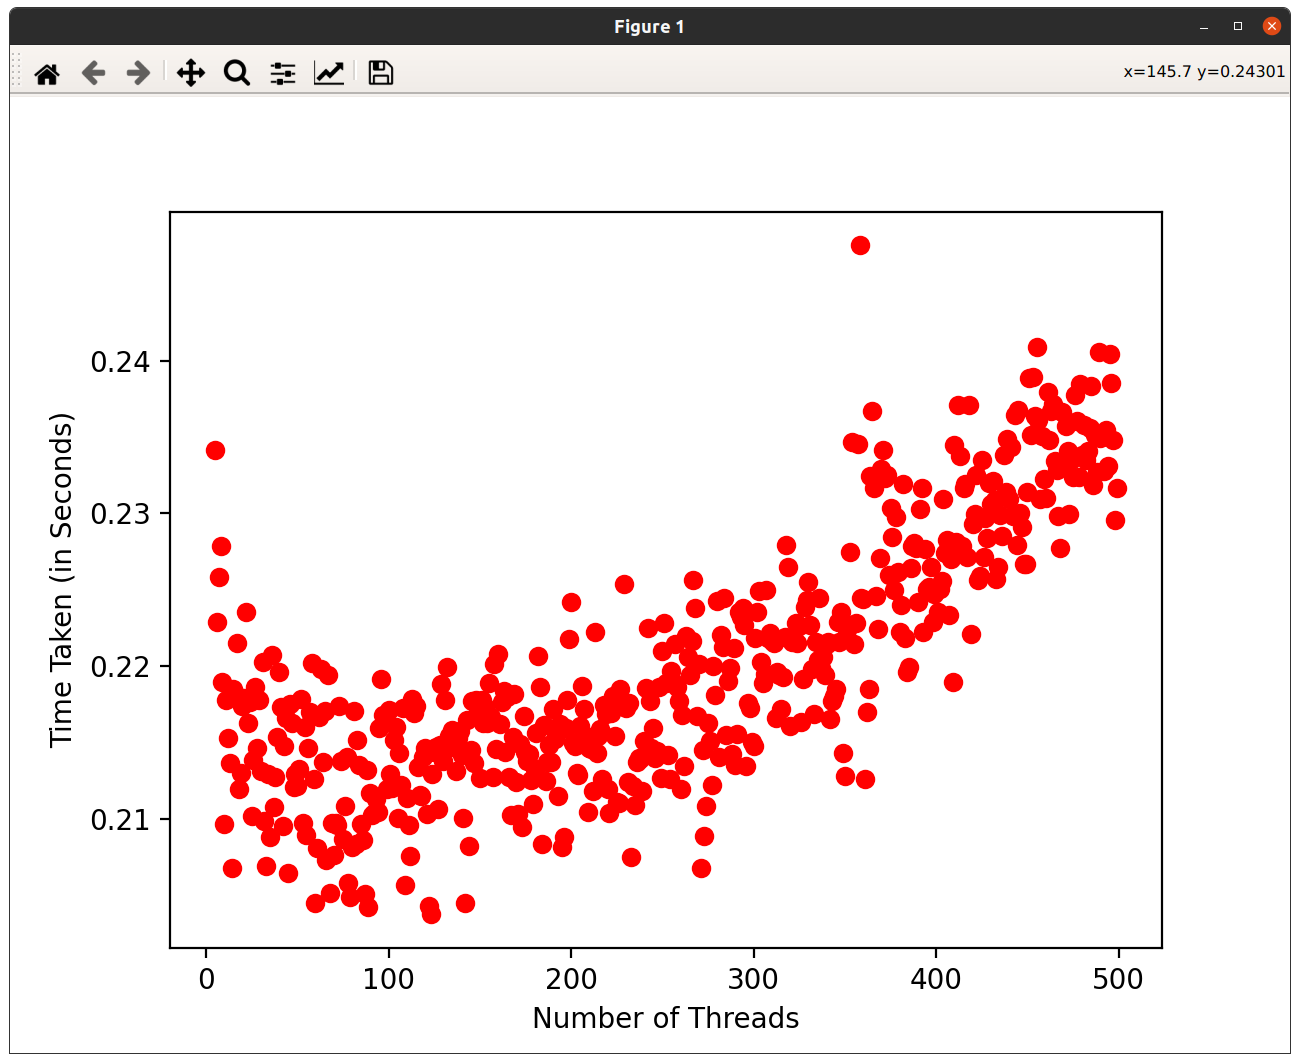 Figure 1
x=145.7 y=0.24301
0.24
0.23
0.22
0.21
Time Taken (in Seconds)
0 100 200 300 400 500
Number of Threads